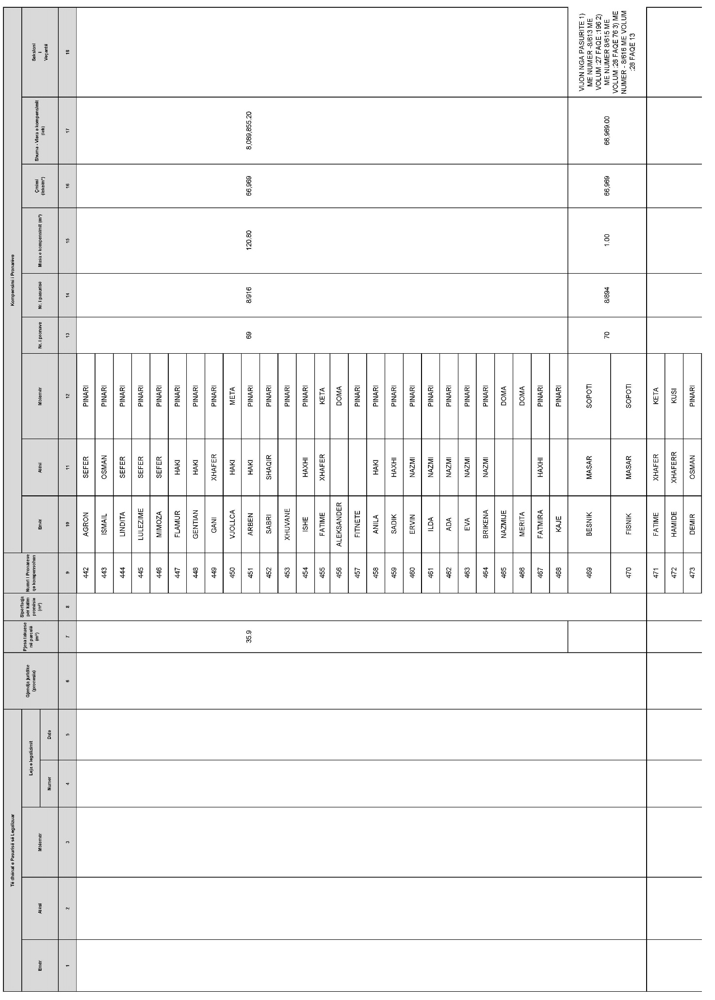 Të dhënat e Pasurisë së Legalizuar
Kompensimi i Pronarëve
Emër
Atësi
Mbiemër
Leja e legalizimit
Numer
Date
Gjendja juridike
(pronesia)
Pjesa takuese
në parcelë
(m²)
Sipërfaqja
për kalim
pronësie
(m²)
Numri i Pronareve
qe kompensohen
Emër
Atësi
Mbiemër
Nr. i pronave
Nr. i pasurisë
Masa e kompensimit (m²)
Çmimi
(leke/m²)
Shuma - Vlera e kompensimit
(lek)
Seksioni
i
Veçantë
1 2 3 4 5 6 7 8 9 10 11 12 13 14 15 16 17 18
442 AGRON SEFER PINARI
443 ISMAIL OSMAN PINARI
444 LINDITA SEFER PINARI
445 LULEZIME SEFER PINARI
446 MIMOZA SEFER PINARI
447 FLAMUR HAKI PINARI
448 GENTIAN HAKI PINARI
449 GANI XHAFER PINARI
450 VJOLLCA HAKI META
35.9 451 ARBEN HAKI PINARI 69 8/916 120.80 66,969 8,089,855.20
452 SABRI SHAQIR PINARI
453 XHUVANE PINARI
454 ISHE HAXHI PINARI
455 FATIME XHAFER KETA
456 ALEKSANDER DOMA
457 FITNETE PINARI
458 ANILA HAKI PINARI
459 SADIK HAXHI PINARI
460 ERVIN NAZMI PINARI
461 ILDA NAZMI PINARI
462 ADA NAZMI PINARI
463 EVA NAZMI PINARI
464 BRIKENA NAZMI PINARI
465 NAZMIJE DOMA
466 MERITA DOMA
467 FATMIRA HAXHI PINARI
468 KAJE PINARI
469 BESNIK MASAR SOPOTI
70 8/894 1.00 66,969 66,969.00
VIJON NGA PASURITE 1)
ME NUMER -8/613 ME
VOLUM :27 FAQE :196 2)
ME NUMER 8/615 ME
VOLUM :28 FAQE 76 3) ME
NUMER - 8/616 ME VOLUM
:28 FAQE 13
470 FISNIK MASAR SOPOTI
471 FATIME XHAFER KETA
472 HAMIDE XHAFERR KUSI
473 DEMIR OSMAN PINARI